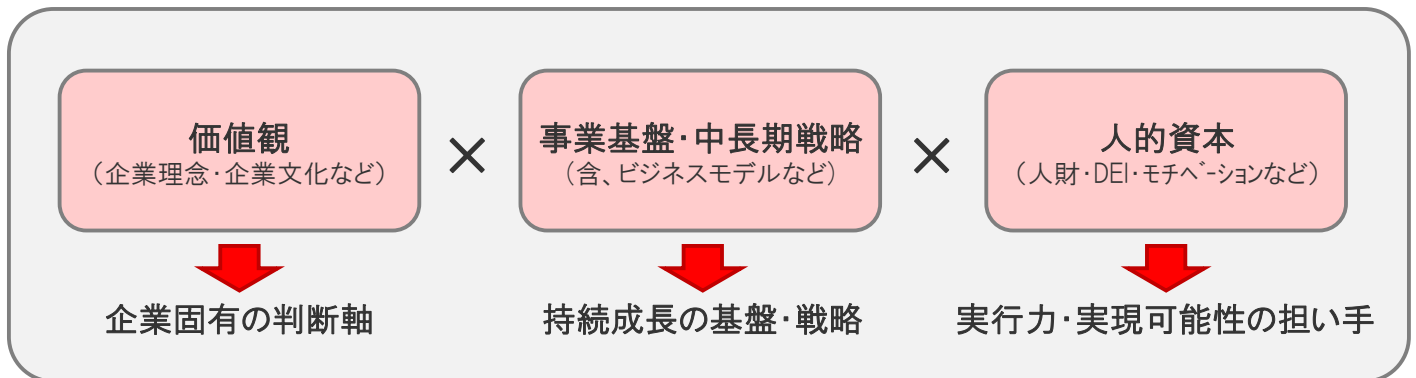 価値観
（企業理念・企業文化など）
×
事業基盤・中長期戦略
（含、ビジネスモデルなど）
×
人的資本
（人財・DEI・ﾓﾁﾍﾞｰｼｮﾝなど）
企業固有の判断軸
持続成長の基盤・戦略
実行力・実現可能性の担い手